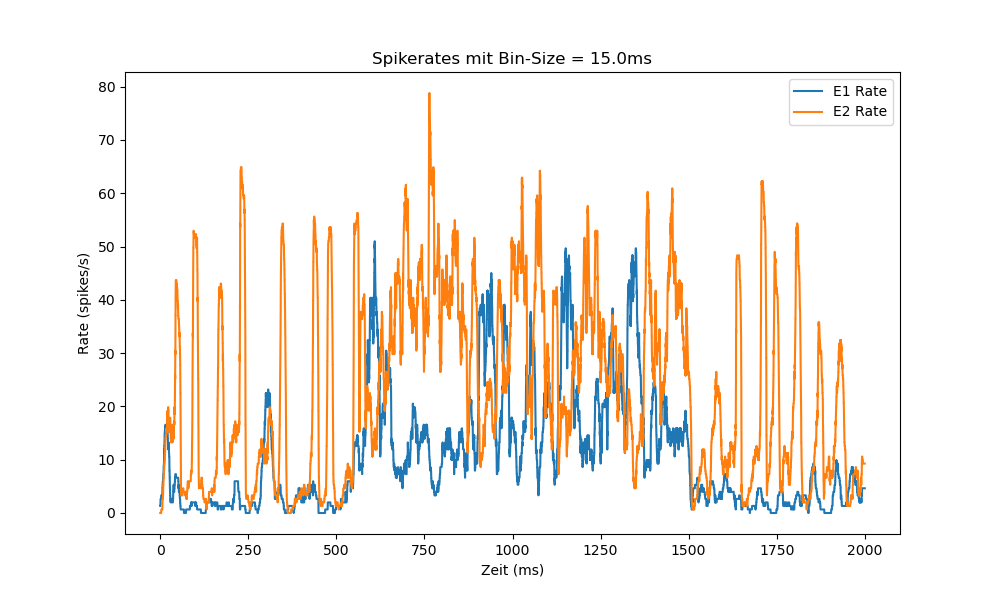 Spikerates mit Bin-Size = 15.0ms
E1 Rate
E2 Rate
Rate (spikes/s)
80
70
60
50
40
30
20
10
0
0 250 500 750 1000 1250 1500 1750 2000
Zeit (ms)